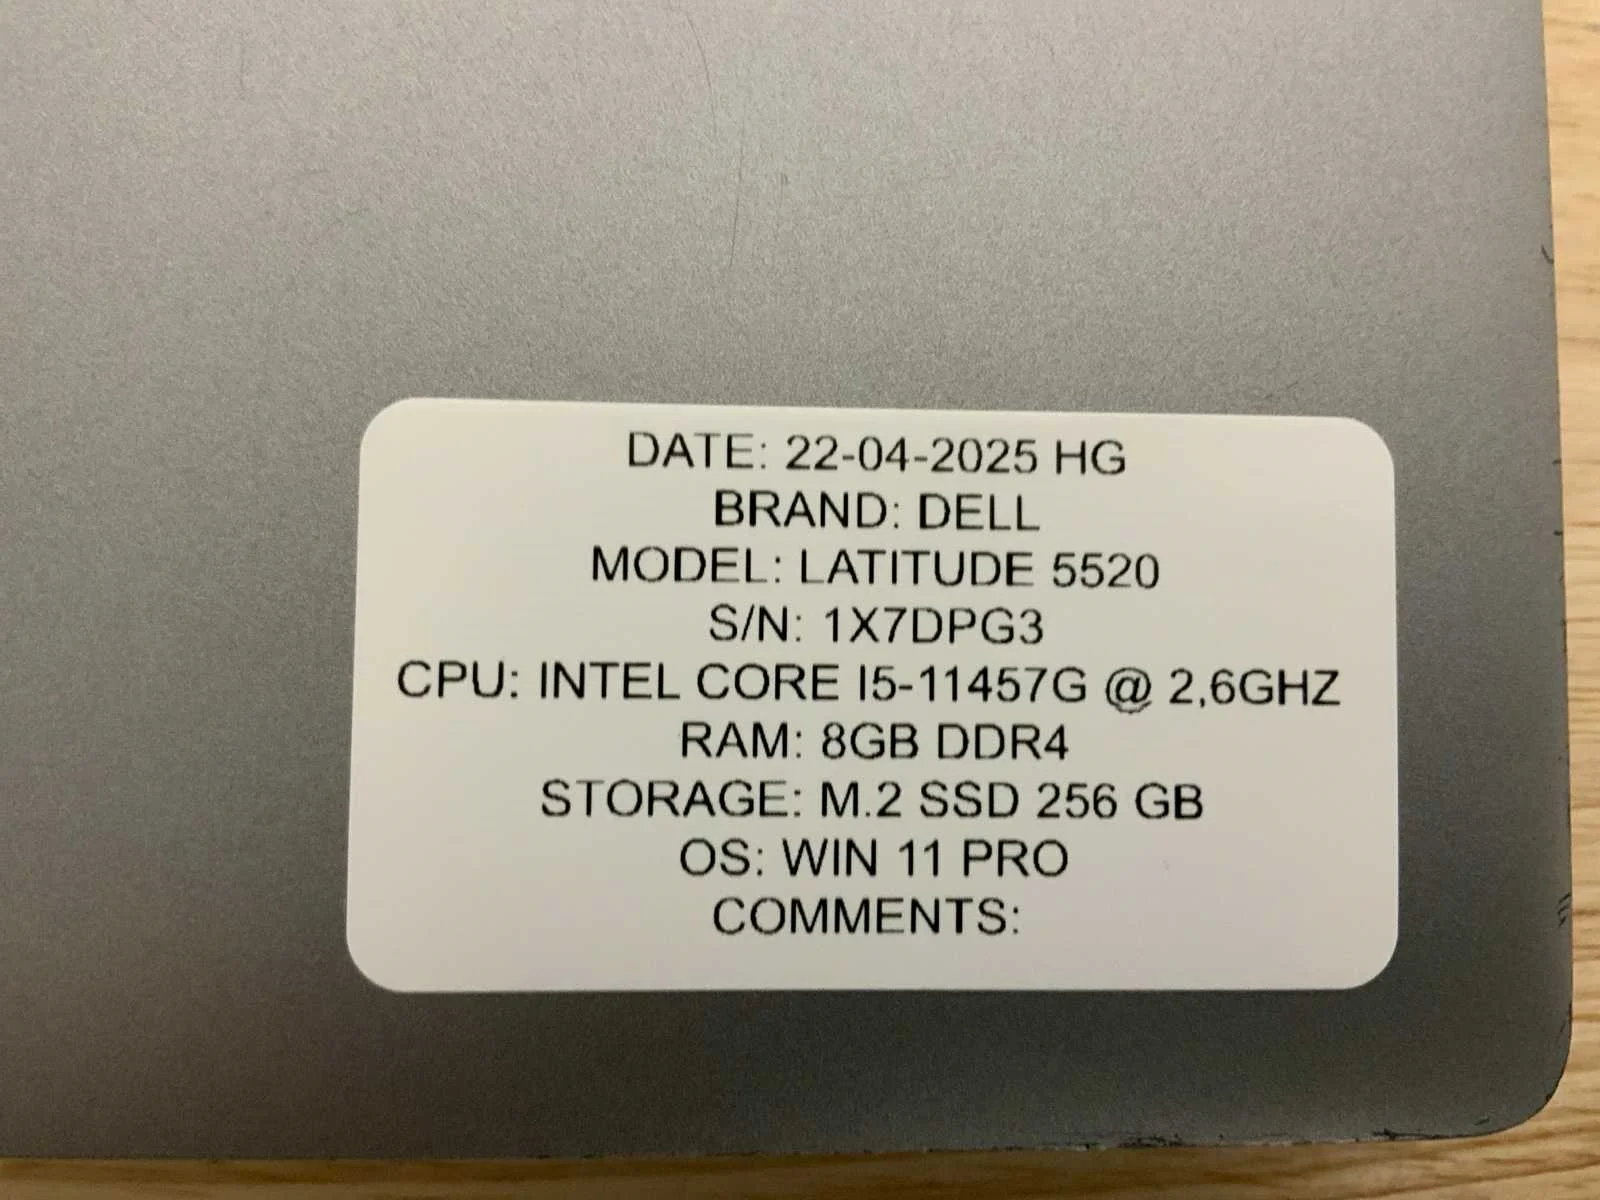 DATE: 22-04-2025 HG
BRAND: DELL
MODEL: LATITUDE 5520
S/N: 1X7DPG3
CPU: INTEL CORE I5-11457G @ 2,6GHZ
RAM: 8GB DDR4
STORAGE: M.2 SSD 256 GB
OS: WIN 11 PRO
COMMENTS: